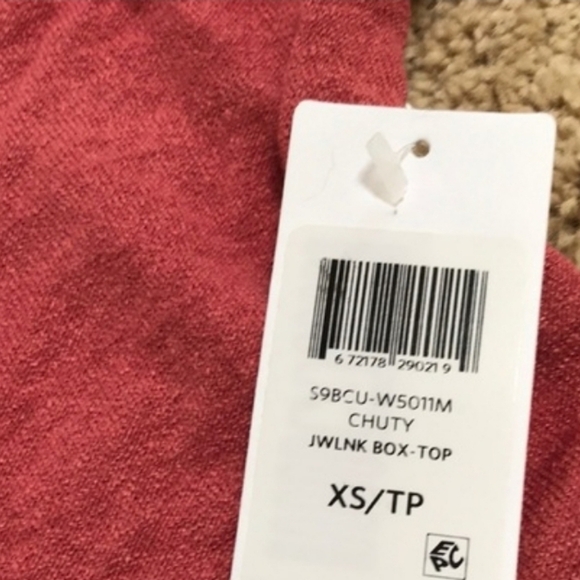 6 72178 29021 9
S9BCU-W5011M
CHUTY
JWLNK BOX-TOP
XS/TP
EPC